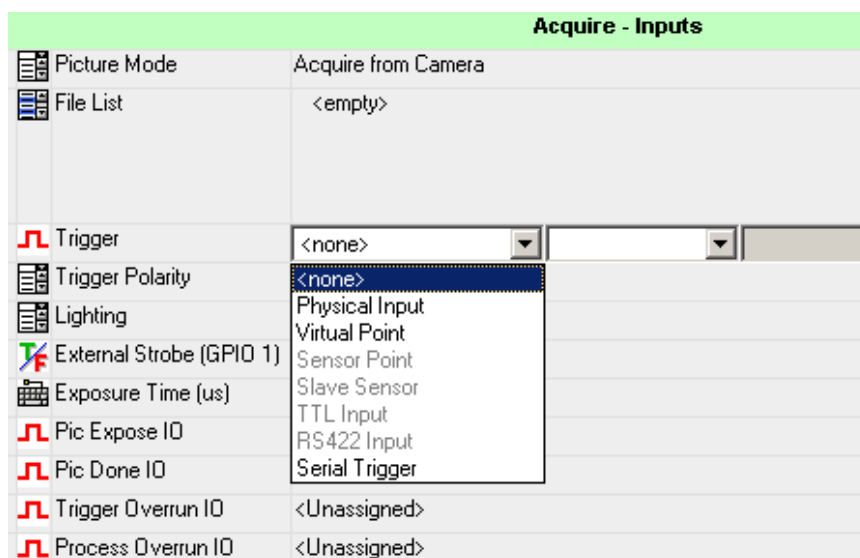 Acquire - Inputs
Picture Mode Acquire from Camera
File List <empty>
Trigger <none>
Trigger Polarity <none>
Physical Input
Lighting Virtual Point
T/F External Strobe (GPIO 1) Sensor Point
Exposure Time (us) Slave Sensor
TTL Input
Pic Expose IO RS422 Input
Pic Done IO Serial Trigger
Trigger Overrun IO <Unassigned>
Process Overrun IO <Unassigned>